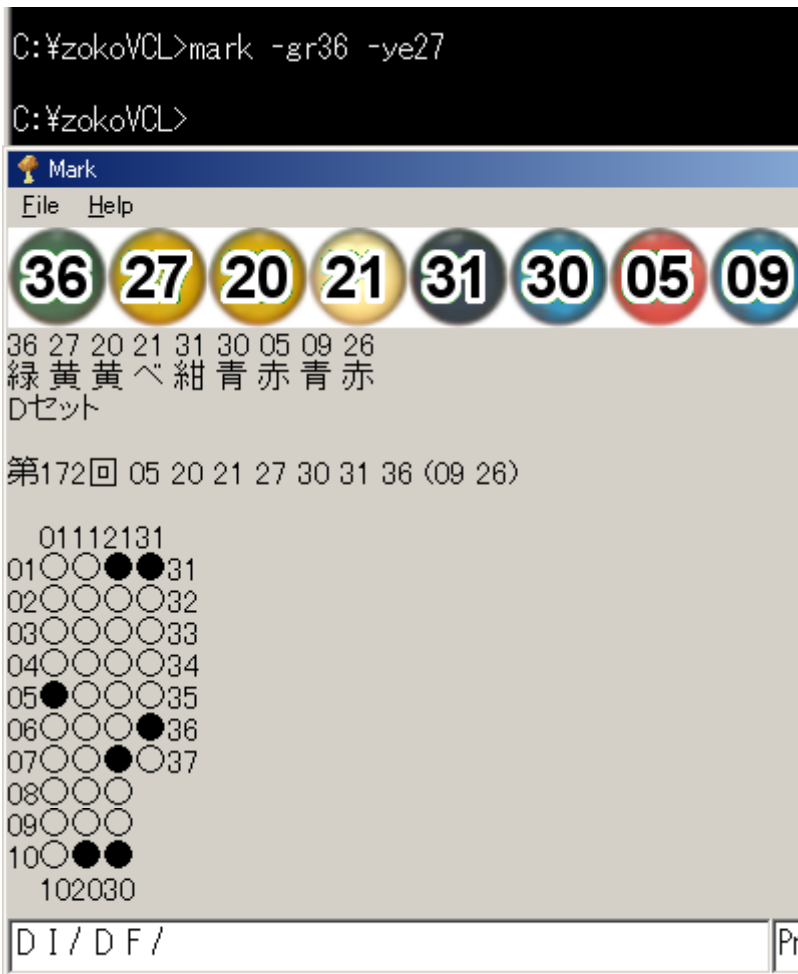 C:¥zokoVCL>mark -gr36 -ye27
C:¥zokoVCL>
Mark
File Help
36 27 20 21 31 30 05 09
36 27 20 21 31 30 05 09 26
緑 黄 黄 ベ 紺 青 赤 青 赤
Dセット
第172回 05 20 21 27 30 31 36 (09 26)
01112131
01○○●●31
02○○○○32
03○○○○33
04○○○○34
05●○○○35
06○○○●36
07○○●○37
08○○○
09○○○
10○●●
102030
D I / D F /
Pr